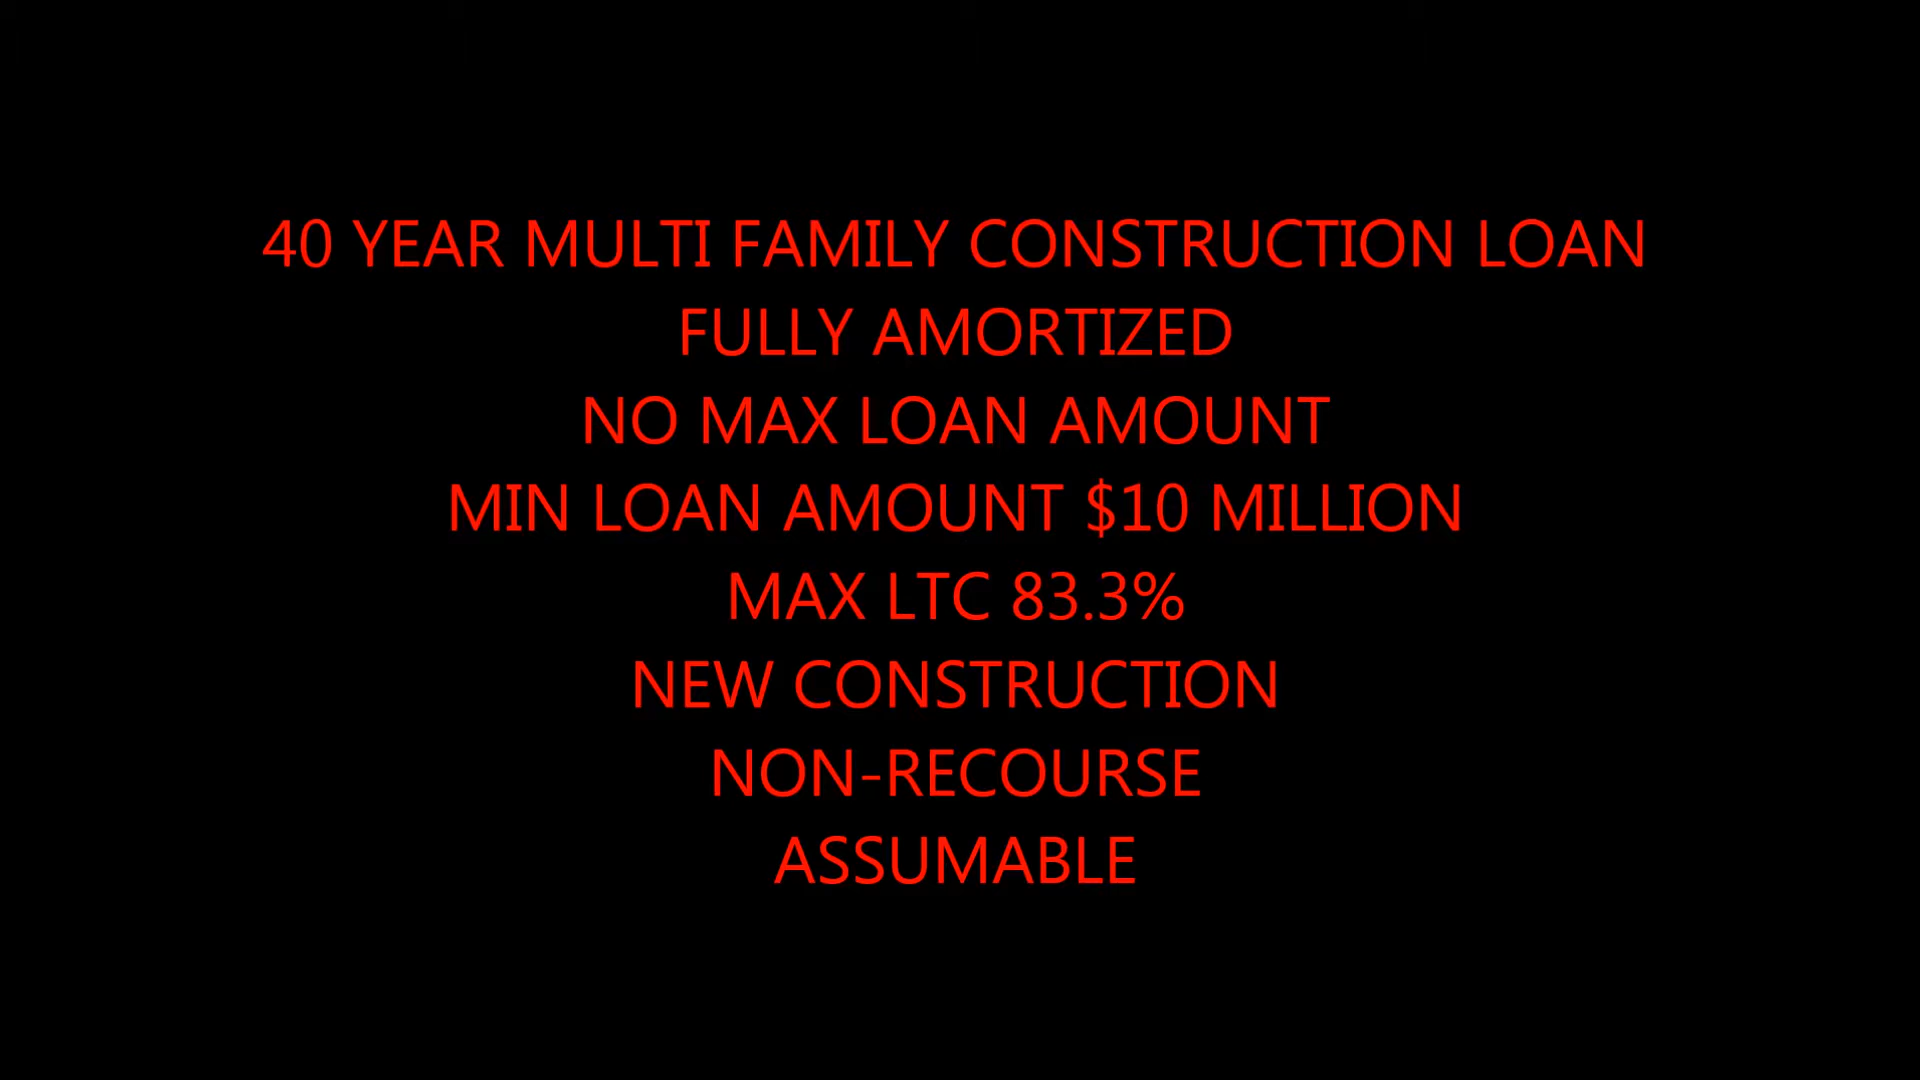 40 YEAR MULTI FAMILY CONSTRUCTION LOAN
FULLY AMORTIZED
NO MAX LOAN AMOUNT
MIN LOAN AMOUNT $10 MILLION
MAX LTC 83.3%
NEW CONSTRUCTION
NON-RECOURSE
ASSUMABLE